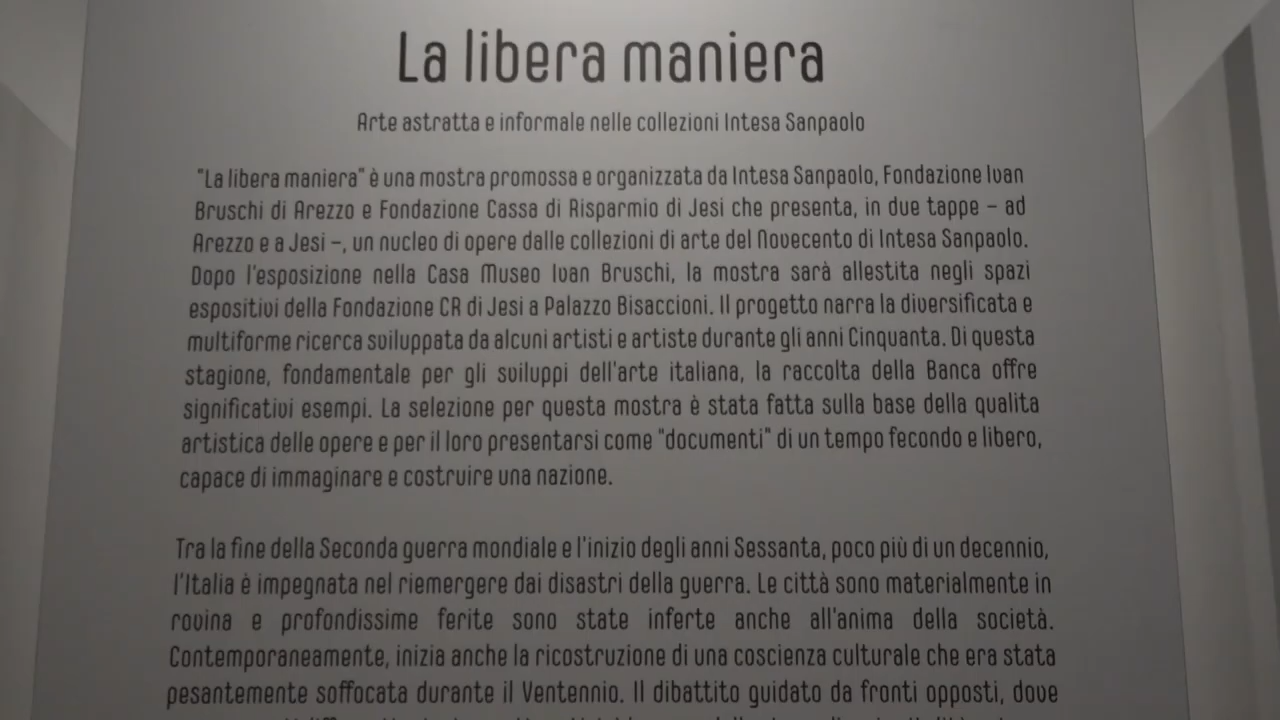 La libera maniera
Arte astratta e informale nelle collezioni Intesa Sanpaolo
"La libera maniera" è una mostra promossa e organizzata da Intesa Sanpaolo, Fondazione Ivan
Bruschi di Arezzo e Fondazione Cassa di Risparmio di Jesi che presenta, in due tappe – ad
Arezzo e a Jesi –, un nucleo di opere dalle collezioni di arte del Novecento di Intesa Sanpaolo.
Dopo l'esposizione nella Casa Museo Ivan Bruschi, la mostra sarà allestita negli spazi
espositivi della Fondazione CR di Jesi a Palazzo Bisaccioni. Il progetto narra la diversificata e
multiforme ricerca sviluppata da alcuni artisti e artiste durante gli anni Cinquanta. Di questa
stagione, fondamentale per gli sviluppi dell'arte italiana, la raccolta della Banca offre
significativi esempi. La selezione per questa mostra è stata fatta sulla base della qualita
artistica delle opere e per il loro presentarsi come "documenti" di un tempo fecondo e libero,
capace di immaginare e costruire una nazione.
Tra la fine della Seconda guerra mondiale e l'inizio degli anni Sessanta, poco più di un decennio,
l'Italia è impegnata nel riemergere dai disastri della guerra. Le città sono materialmente in
rovina e profondissime ferite sono state inferte anche all'anima della società.
Contemporaneamente, inizia anche la ricostruzione di una coscienza culturale che era stata
pesantemente soffocata durante il Ventennio. Il dibattito guidato da fronti opposti, dove